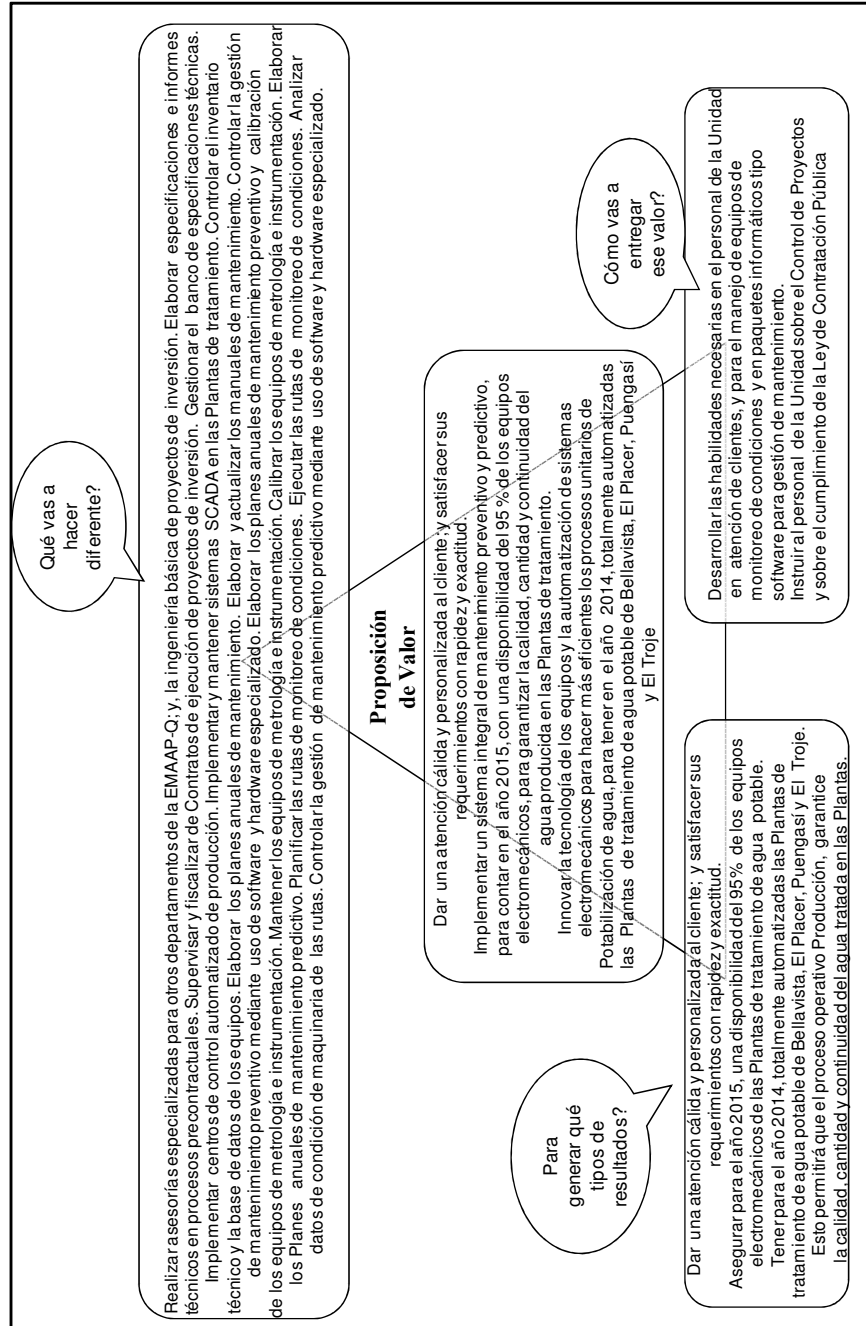 Qué vas a
hacer
diferente?
Realizar asesorías especializadas para otros departamentos de la EMAAP-Q; y, la ingeniería básica de proyectos de inversión. Elaborar especificaciones e informes
técnicos en procesos precontractuales. Supervisar y fiscalizar de Contratos de ejecución de proyectos de inversión. Gestionar el banco de especificaciones técnicas.
Implementar centros de control automatizado de producción. Implementar y mantener sistemas SCADA en las Plantas de tratamiento. Controlar el inventario
técnico y la base de datos de los equipos. Elaborar los planes anuales de mantenimiento. Elaborar y actualizar los manuales de mantenimiento. Controlar la gestión
de mantenimiento preventivo mediante uso de software y hardware especializado. Elaborar los planes anuales de mantenimiento preventivo y calibración
de los equipos de metrología e instrumentación. Mantener los equipos de metrología e instrumentación. Calibrar los equipos de metrología e instrumentación. Elaborar
los Planes anuales de mantenimiento predictivo. Planificar las rutas de monitoreo de condiciones. Ejecutar las rutas de monitoreo de condiciones. Analizar
datos de condición de maquinaria de las rutas. Controlar la gestión de mantenimiento predictivo mediante uso de software y hardware especializado.
Proposición
de Valor
Dar una atención cálida y personalizada al cliente; y satisfacer sus
requerimientos con rapidez y exactitud.
Implementar un sistema integral de mantenimiento preventivo y predictivo,
para contar en el año 2015, con una disponibilidad del 95 % de los equipos
electromecánicos, para garantizar la calidad, cantidad y continuidad del
agua producida en las Plantas de tratamiento.
Innovar la tecnología de los equipos y la automatización de sistemas
electromecánicos para hacer más eficientes los procesos unitarios de
Potabilización de agua, para tener en el año 2014, totalmente automatizadas
las Plantas de tratamiento de agua potable de Bellavista, El Placer, Puengasí
y El Troje
Para
generar qué
tipos de
resultados?
Dar una atención cálida y personalizada al cliente; y satisfacer sus
requerimientos con rapidez y exactitud.
Asegurar para el año 2015, una disponibilidad del 95% de los equipos
electromecánicos de las Plantas de tratamiento de agua potable.
Tener para el año 2014, totalmente automatizadas las Plantas de
tratamiento de agua potable de Bellavista, El Placer, Puengasí y El Troje.
Esto permitirá que el proceso operativo Producción, garantice
la calidad, cantidad y continuidad del agua tratada en las Plantas.
Cómo vas a
entregar
ese valor?
Desarrollar las habilidades necesarias en el personal de la Unidad
en atención de clientes, y para el manejo de equipos de
monitoreo de condiciones y en paquetes informáticos tipo
software para gestión de mantenimiento.
Instruir al personal de la Unidad sobre el Control de Proyectos
y sobre el cumplimiento de la Ley de Contratación Pública